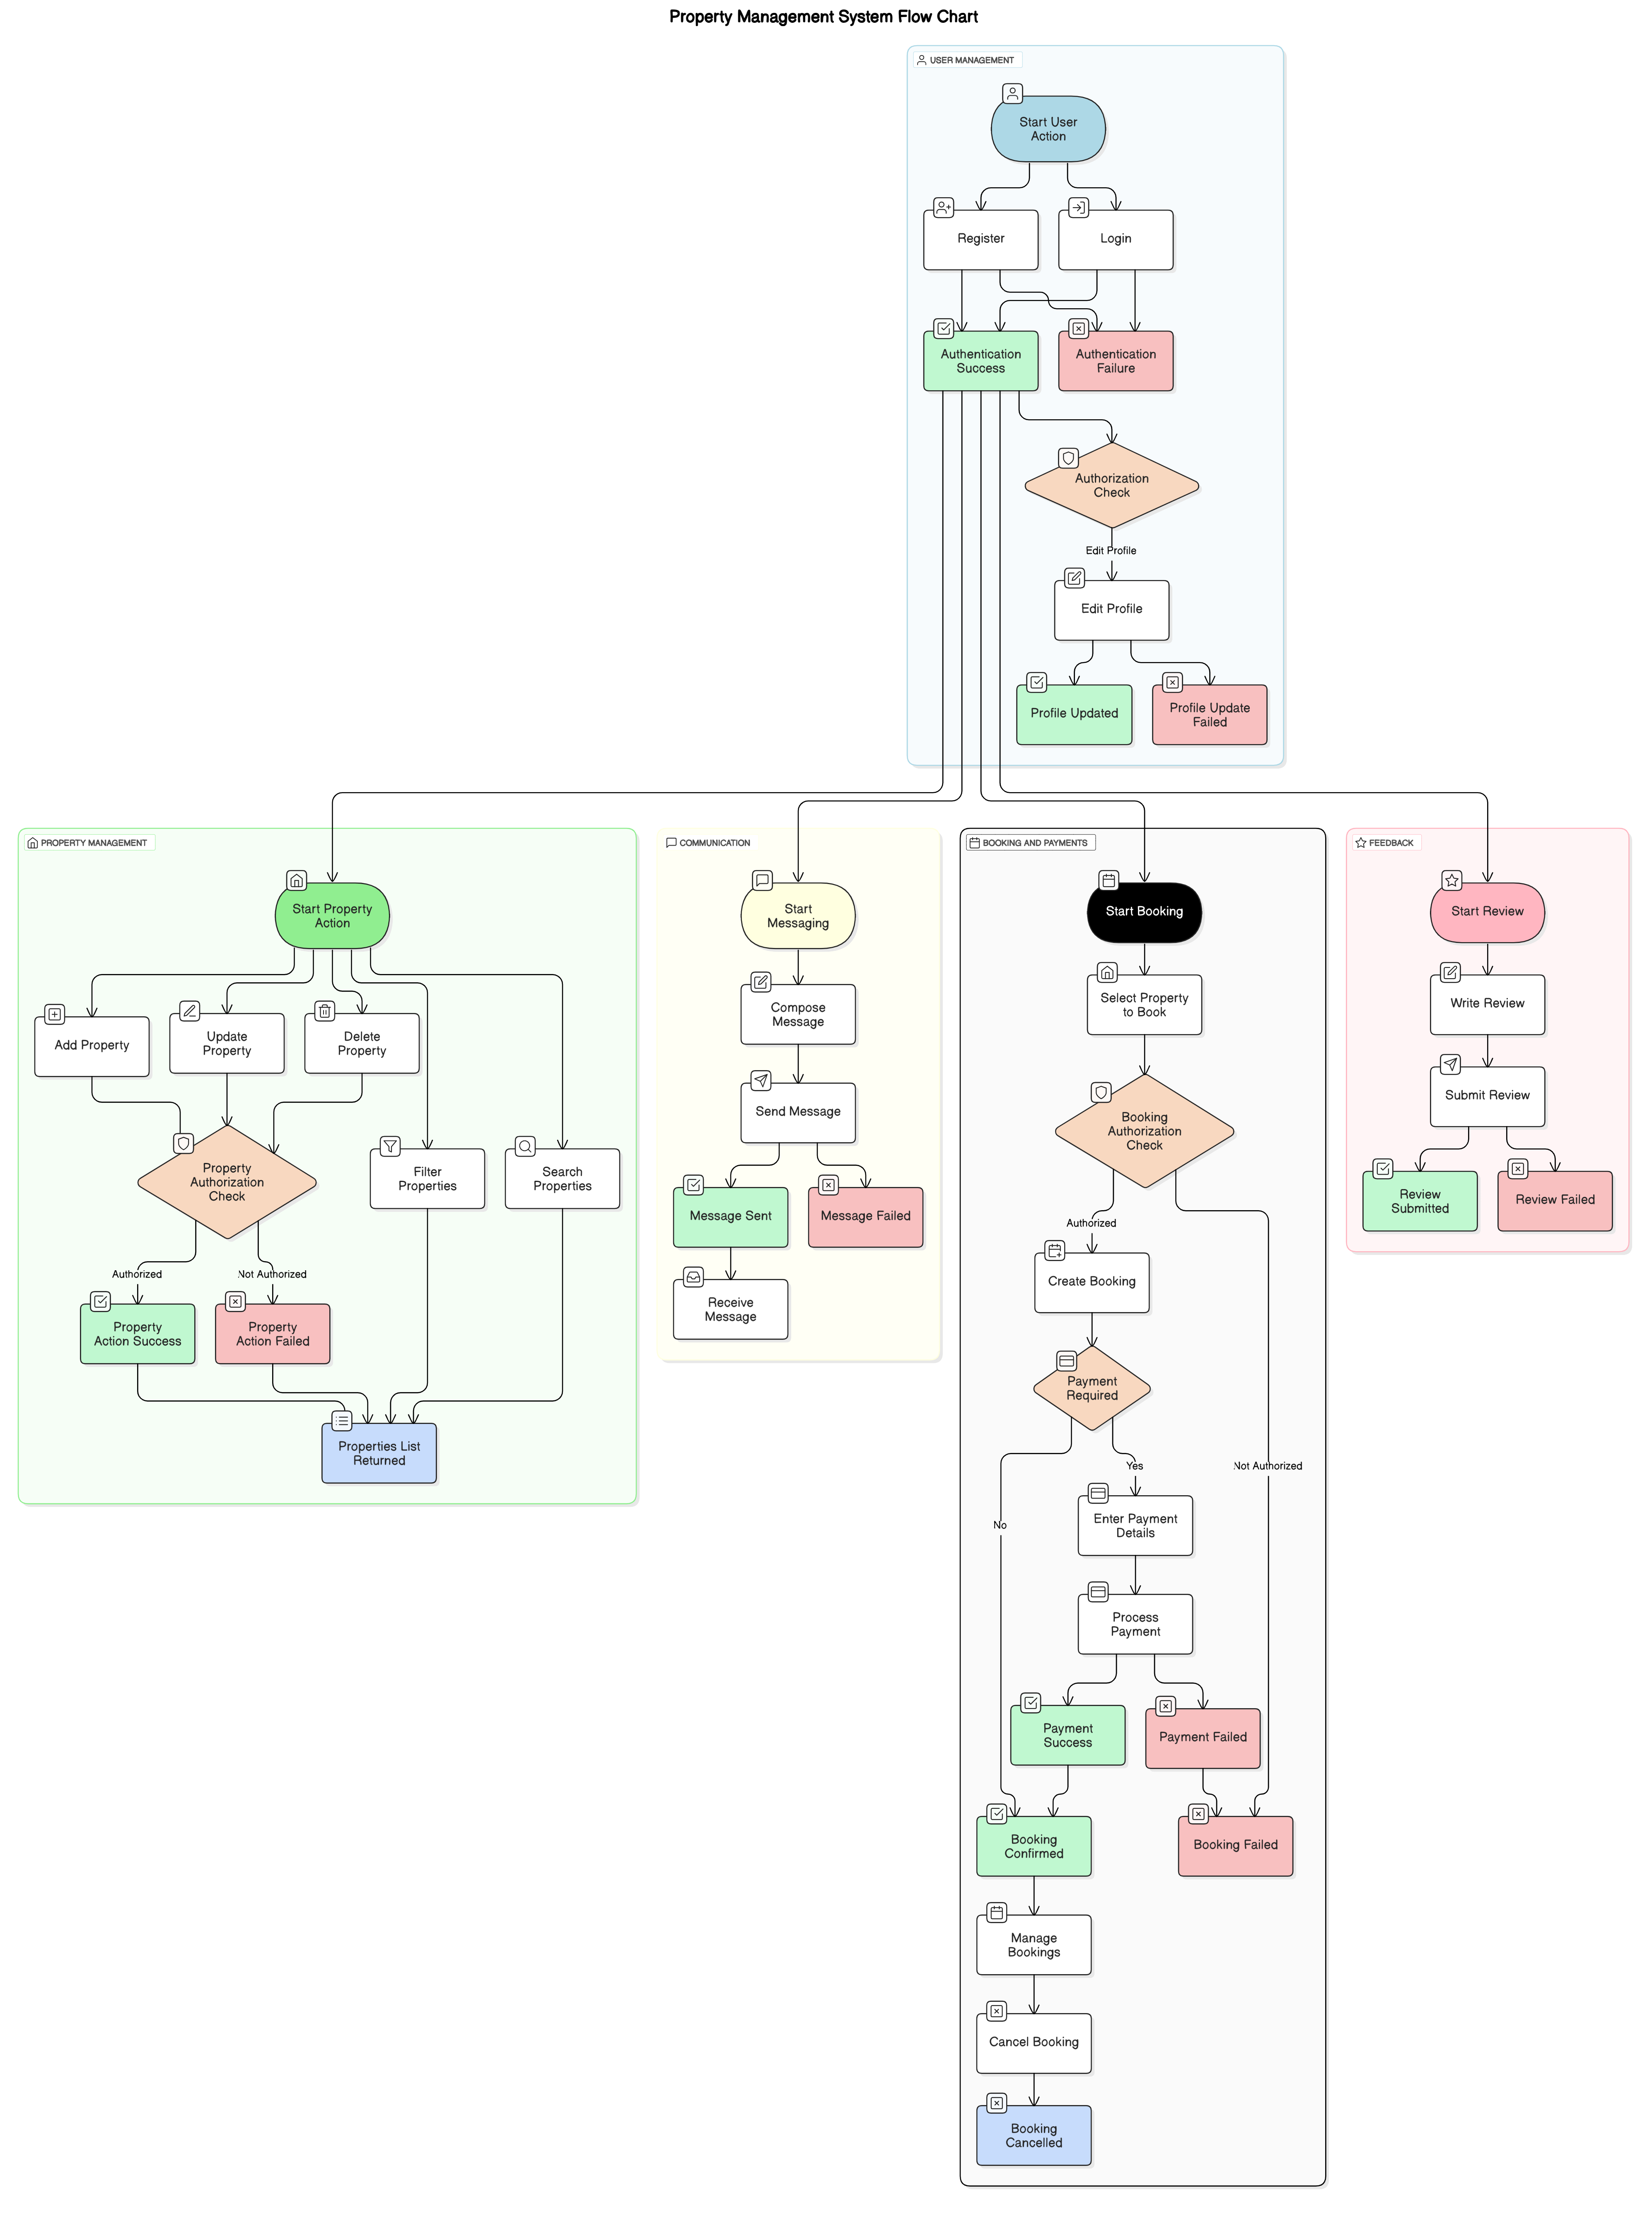 Property Management System Flow Chart
USER MANAGEMENT
Start User
Action
Register
Login
Authentication
Success
Authentication
Failure
Authorization
Check
Edit Profile
Edit Profile
Profile Updated
Profile Update
Failed
PROPERTY MANAGEMENT
Start Property
Action
Add Property
Update
Property
Delete
Property
Property
Authorization
Check
Filter
Properties
Search
Properties
Authorized
Not Authorized
Property
Action Success
Property
Action Failed
Properties List
Returned
COMMUNICATION
Start
Messaging
Compose
Message
Send Message
Message Sent
Message Failed
Receive
Message
BOOKING AND PAYMENTS
Start Booking
Select Property
to Book
Booking
Authorization
Check
Authorized
Create Booking
Payment
Required
Yes
Not Authorized
Enter Payment
Details
No
Process
Payment
Payment
Success
Payment Failed
Booking
Confirmed
Booking Failed
Manage
Bookings
Cancel Booking
Booking
Cancelled
FEEDBACK
Start Review
Write Review
Submit Review
Review
Submitted
Review Failed